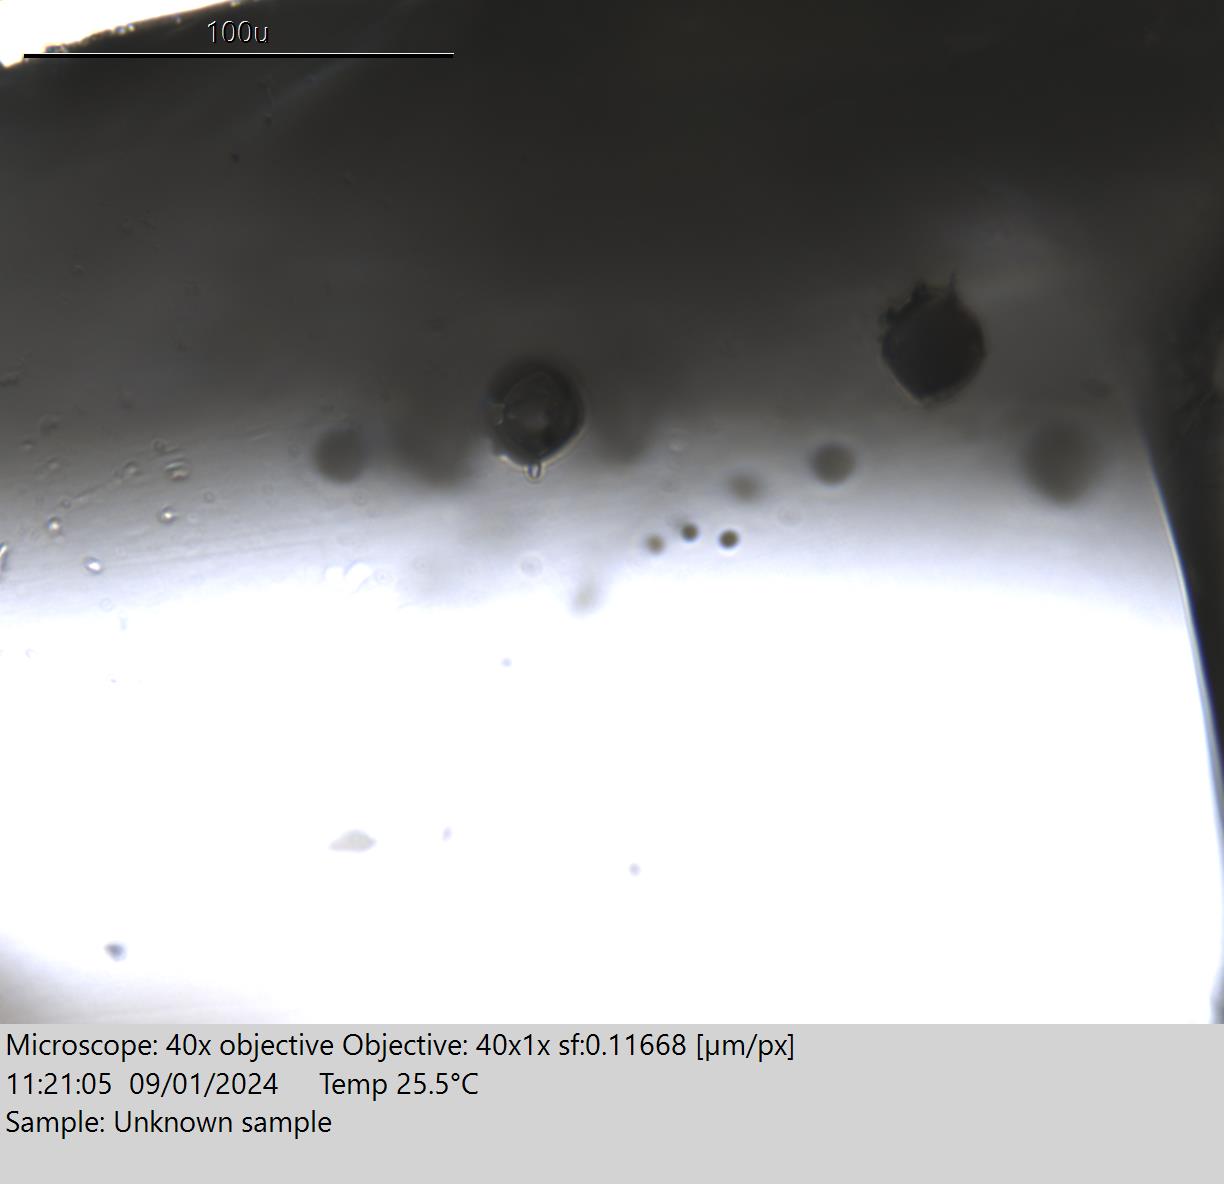 100u
Microscope: 40x objective Objective: 40x1x sf:0.11668 [µm/px]
11:21:05 09/01/2024 Temp 25.5°C
Sample: Unknown sample